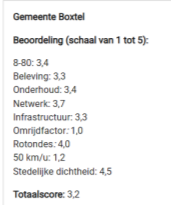 Gemeente Boxtel
Beoordeling (schaal van 1 tot 5):
8-80: 3,4
Beleving: 3,3
Onderhoud: 3,4
Netwerk: 3,7
Infrastructuur: 3,3
Omrijdfactor: 1,0
Rotondes: 4,0
50 km/u: 1,2
Stedelijke dichtheid: 4,5
Totaalscore: 3,2